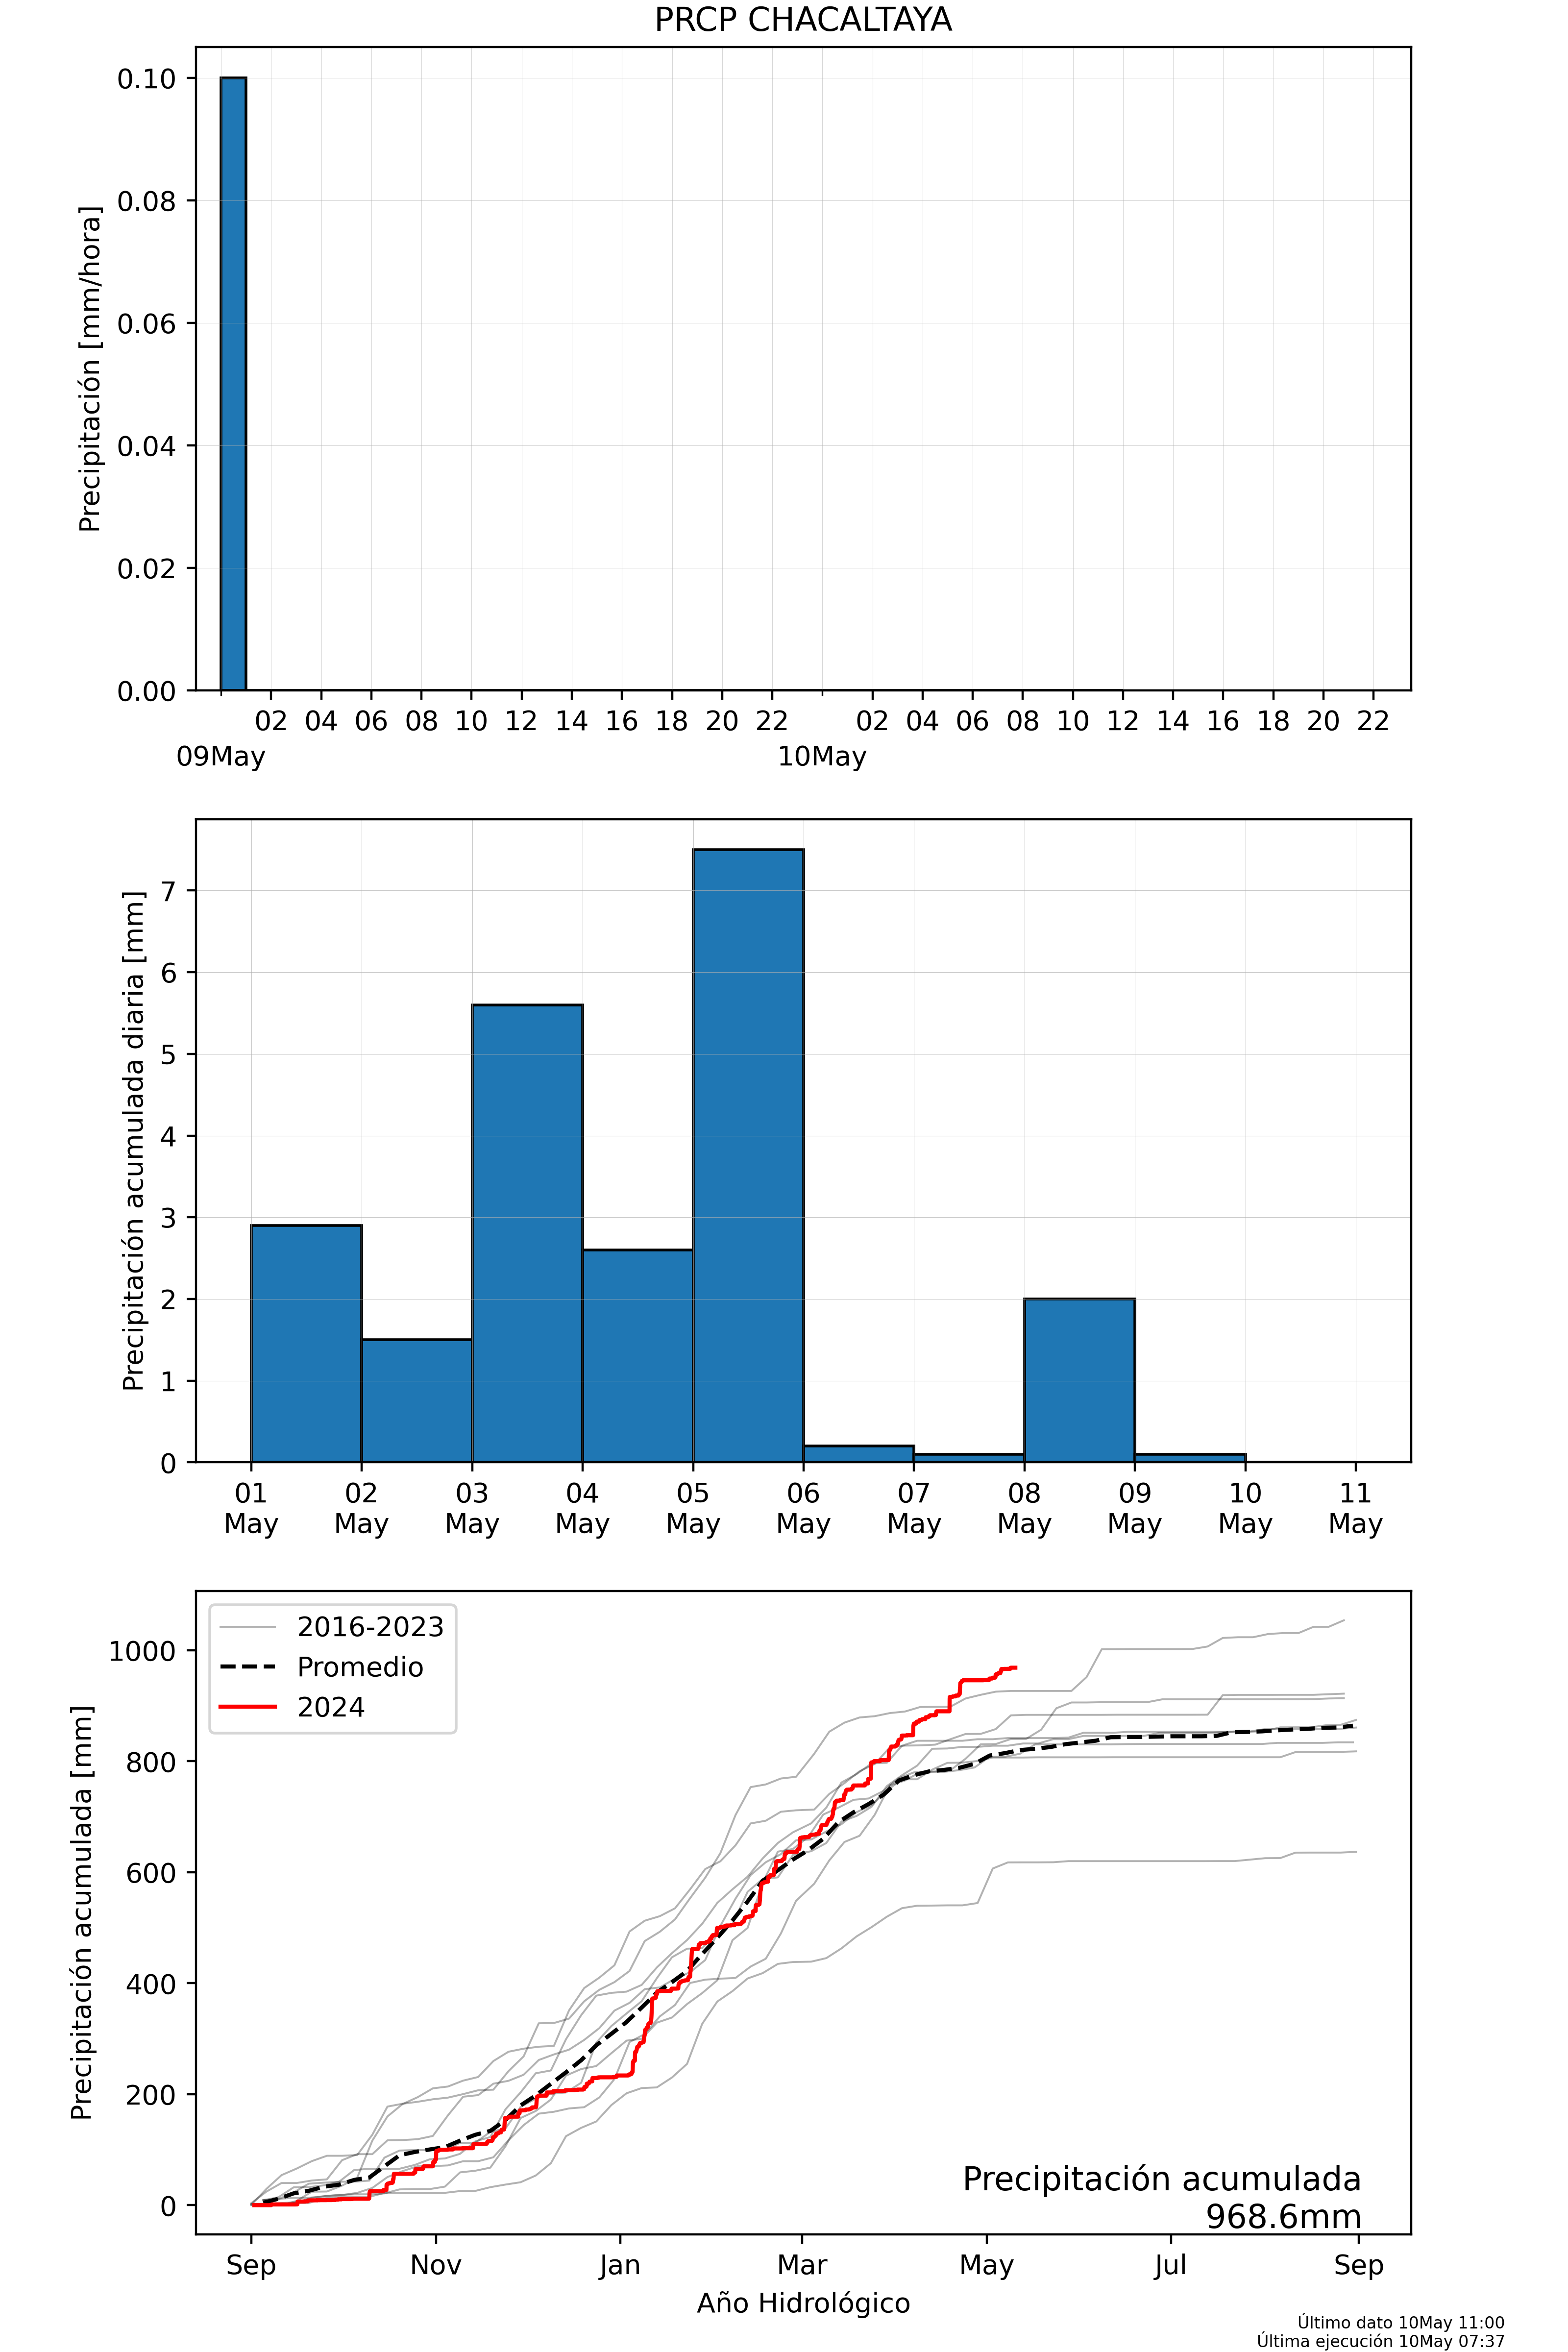 PRCP CHACALTAYA
Precipitación [mm/hora]
0.10
0.08
0.06
0.04
0.02
0.00
02 04 06 08 10 12 14 16 18 20 22 02 04 06 08 10 12 14 16 18 20 22
09May 10May
Precipitación acumulada diaria [mm]
7
6
5
4
3
2
1
0
01 02 03 04 05 06 07 08 09 10 11
May May May May May May May May May May May
Precipitación acumulada [mm]
1000
800
600
400
200
0
2016-2023
Promedio
2024
Precipitación acumulada
968.6mm
Sep Nov Jan Mar May Jul Sep
Año Hidrológico
Último dato 10May 11:00
Última ejecución 10May 07:37